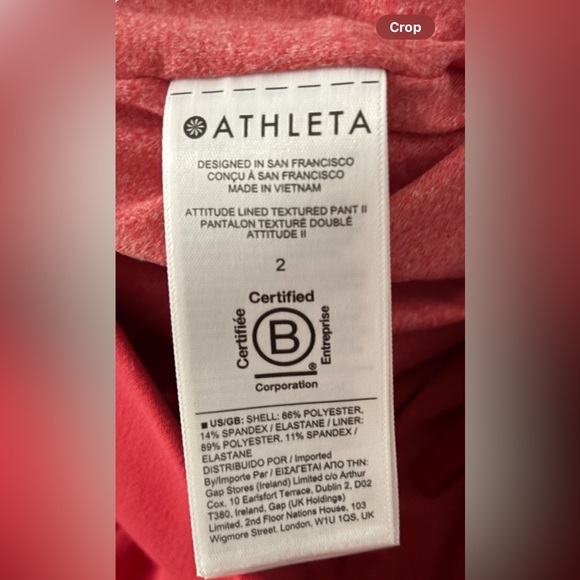 Crop
ATHLETA
DESIGNED IN SAN FRANCISCO
CONÇU À SAN FRANCISCO
MADE IN VIETNAM
ATTITUDE LINED TEXTURED PANT II
PANTALON TEXTURÉ DOUBLÉ
ATTITUDE II
2
Certified
Certifiée
B
Entreprise
®
Corporation
■ US/GB: SHELL: 86% POLYESTER,
14% SPANDEX / ELASTANE / LINER:
89% POLYESTER, 11% SPANDEX /
ELASTANE
DISTRIBUIDO POR / Imported
By/Importe Par / ΕΙΣΑΓΕΤΑΙ ΑΠΟ ΤΗΝ:
Gap Stores (Ireland) Limited c/o Arthur
Cox, 10 Earlsfort Terrace, Dublin 2, D02
T380, Ireland, Gap (UK Holdings)
Limited, 2nd Floor Nations House, 103
Wigmore Street, London, W1U 1QS, UK